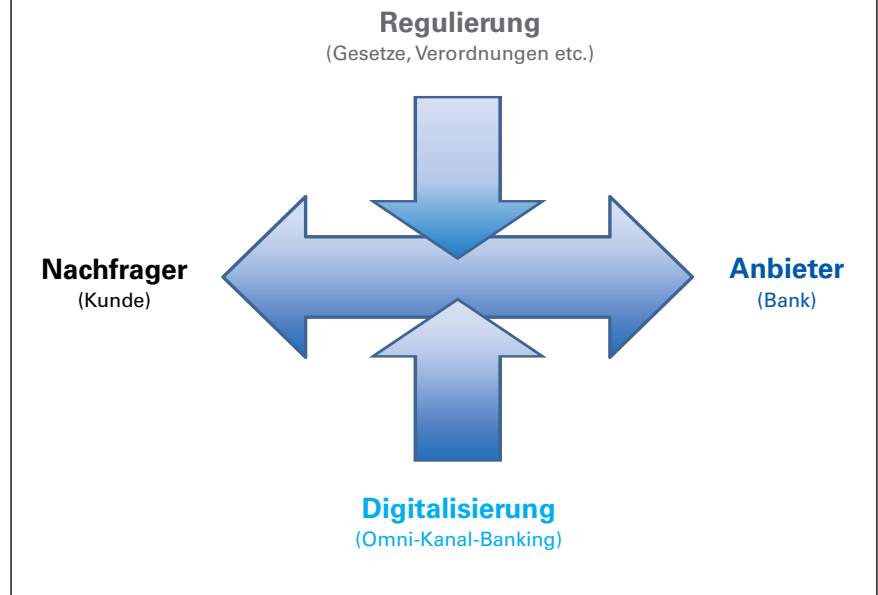 Regulierung
(Gesetze, Verordnungen etc.)
Nachfrager
(Kunde)
Anbieter
(Bank)
Digitalisierung
(Omni-Kanal-Banking)